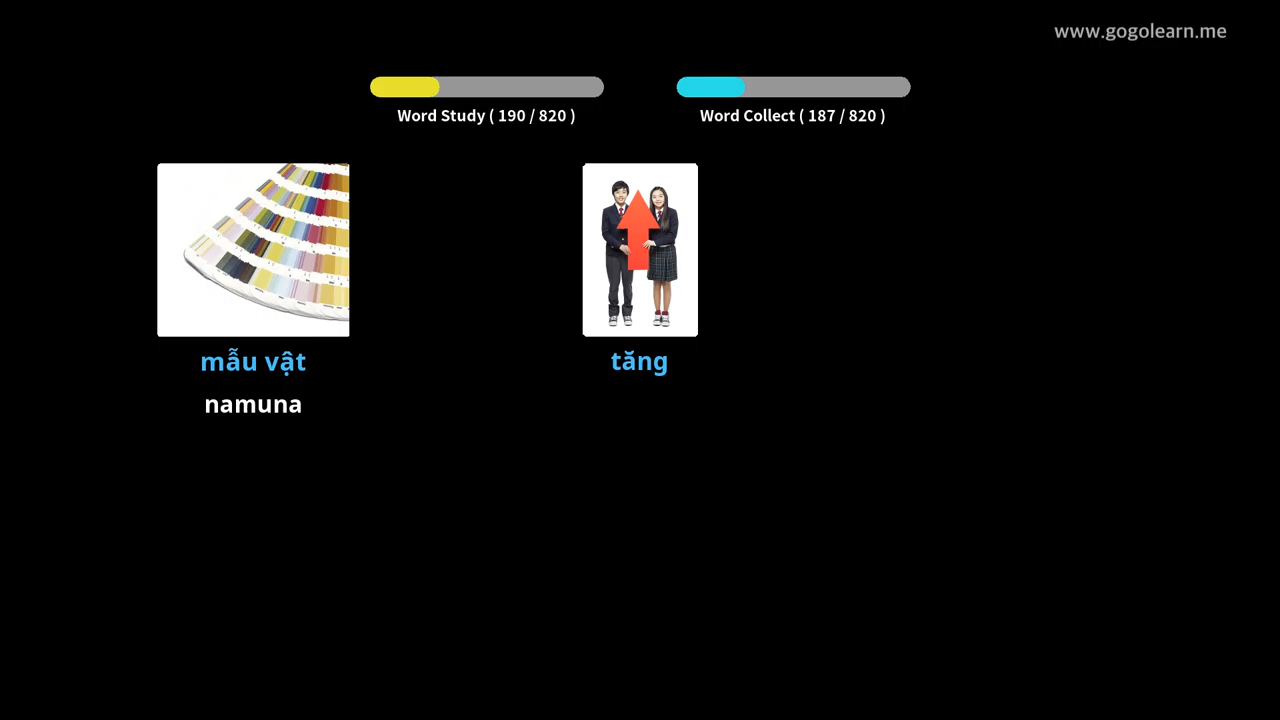 www.gogolearn.me
Word Study ( 190 / 820 )
Word Collect ( 187 / 820 )
mẫu vật
tăng
namuna